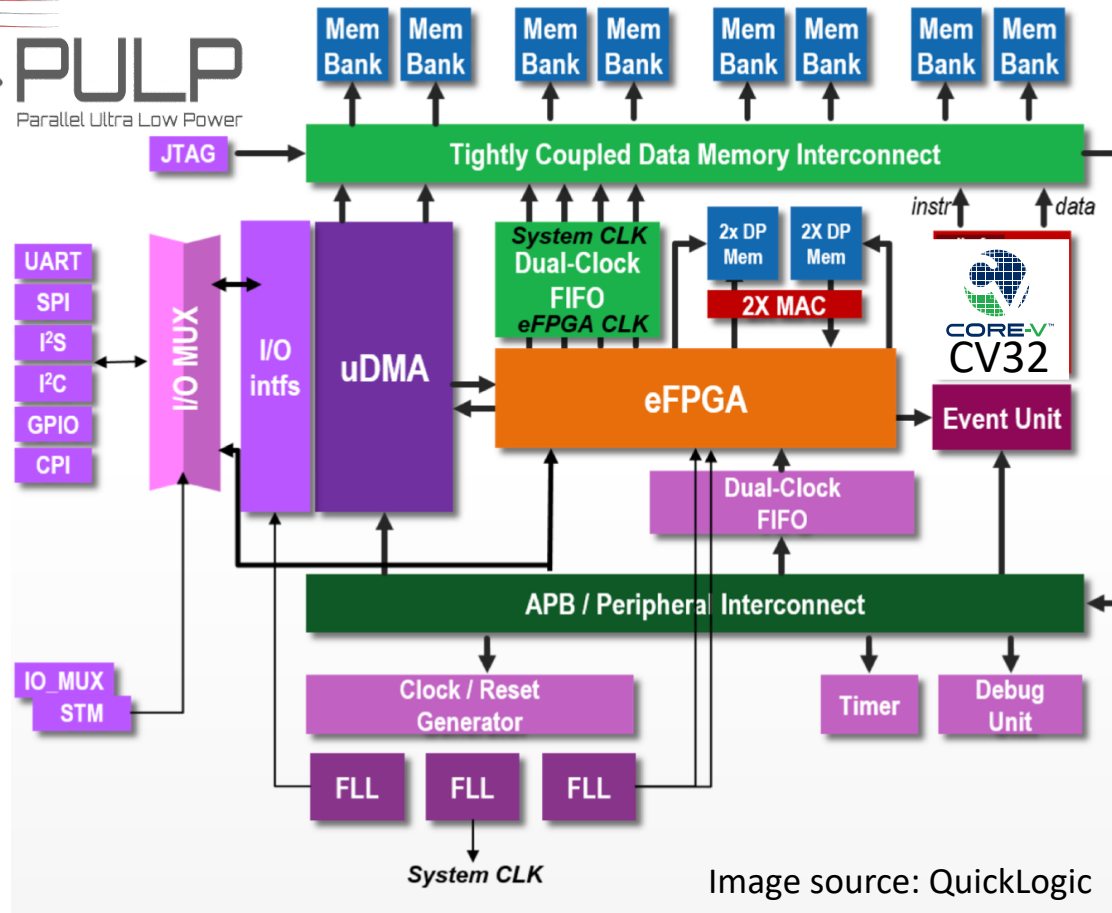 PULP
Parallel Ultra Low Power
Mem
Bank
Mem
Bank
Mem
Bank
Mem
Bank
Mem
Bank
Mem
Bank
Mem
Bank
Mem
Bank
JTAG
Tightly Coupled Data Memory Interconnect
instr
data
UART
SPI
I²S
I²C
GPIO
CPI
I/O MUX
I/O
intfs
uDMA
System CLK
Dual-Clock
FIFO
eFPGA CLK
2x DP
Mem
2X DP
Mem
2X MAC
CORE-V™
CV32
eFPGA
Event Unit
Dual-Clock
FIFO
APB / Peripheral Interconnect
IO_MUX
STM
Clock / Reset
Generator
Timer
Debug
Unit
FLL
FLL
FLL
System CLK
Image source: QuickLogic